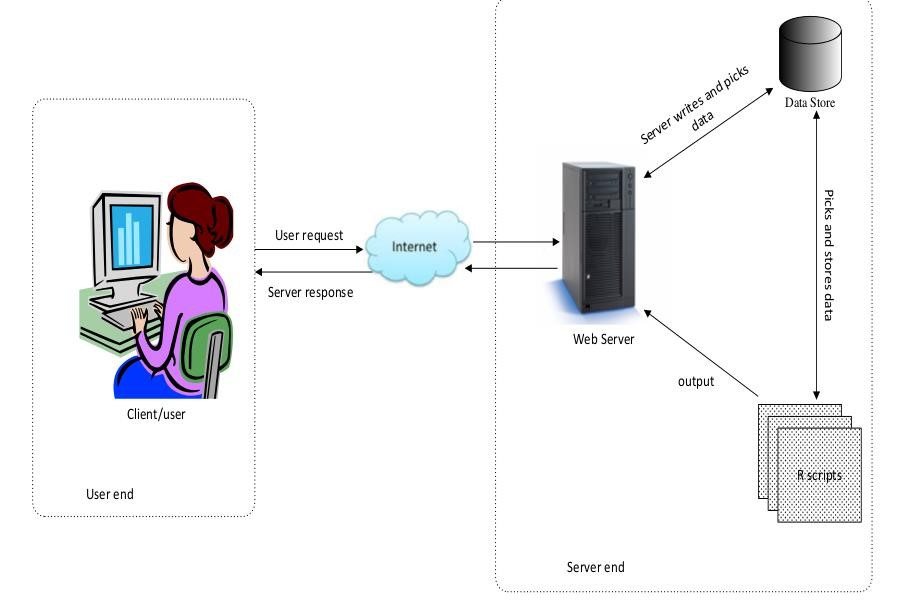 Data Store
Server writes and picks
data
Picks and stores data
User request
Internet
Server response
Web Server
output
Client/user
R scripts
User end
Server end